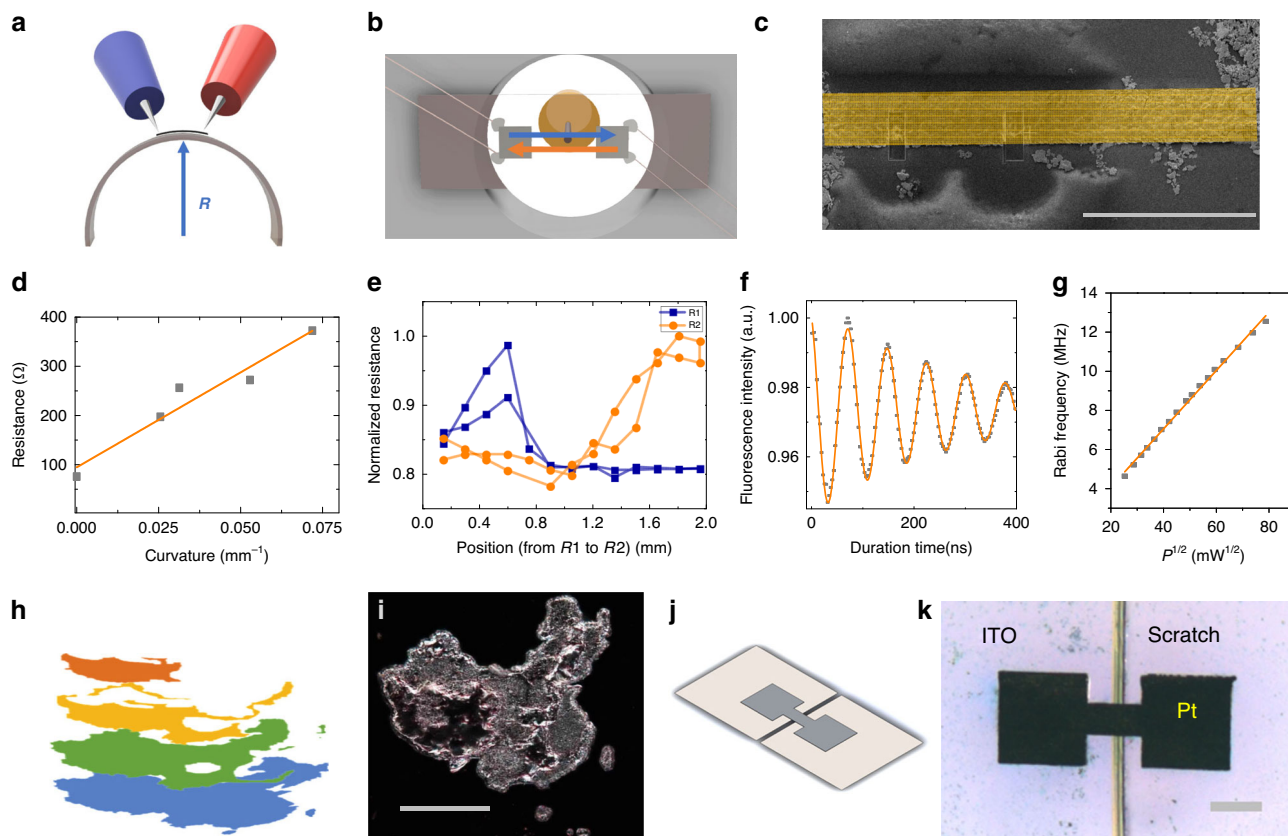 a
b
c
R
d
Resistance (Ω)
400
300
200
100
0.000
0.025
0.050
0.075
Curvature (mm⁻¹)
e
Normalized resistance
1.0
0.9
0.8
0.0
0.4
0.8
1.2
1.6
2.0
R1
R2
Position (from R1 to R2) (mm)
f
Fluorescence intensity (a.u.)
1.00
0.98
0.96
0
200
400
Duration time(ns)
g
Rabi frequency (MHz)
14
12
10
8
6
4
20
40
60
80
P¹/² (mW¹/²)
h
i
j
k
ITO
Scratch
Pt